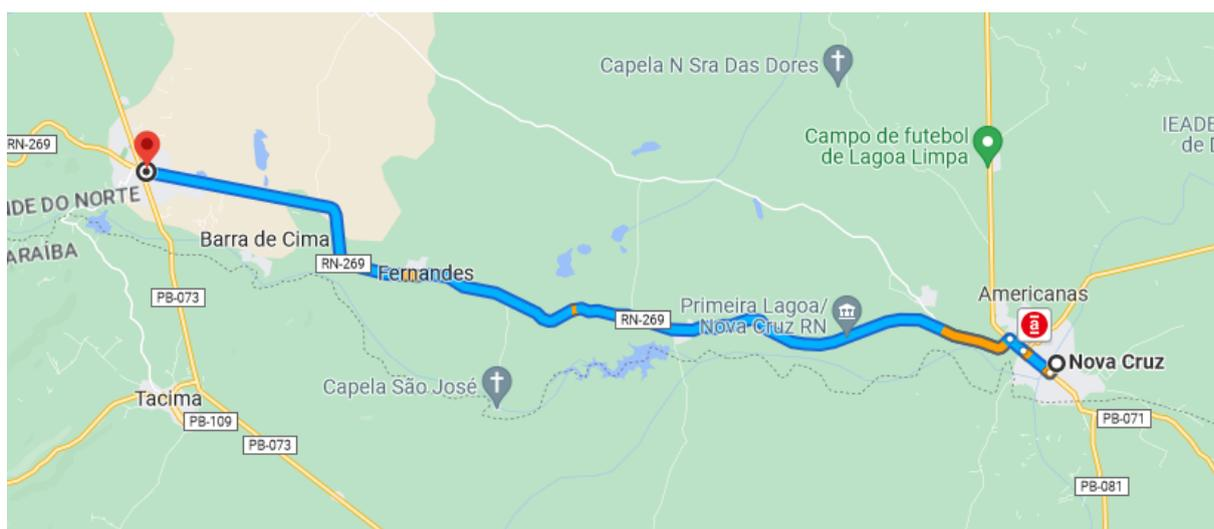 Capela N Sra Das Dores
IEADE
de D
Campo de futebol
de Lagoa Limpa
RN-269
NDE DO NORTE
ARAÍBA
Barra de Cima
RN-269
Fernandes
PB-073
Americanas
ā
Primeira Lagoa/
Nova Cruz RN
RN-269
Nova Cruz
Capela São José
Tacima
PB-109
PB-073
PB-071
PB-081